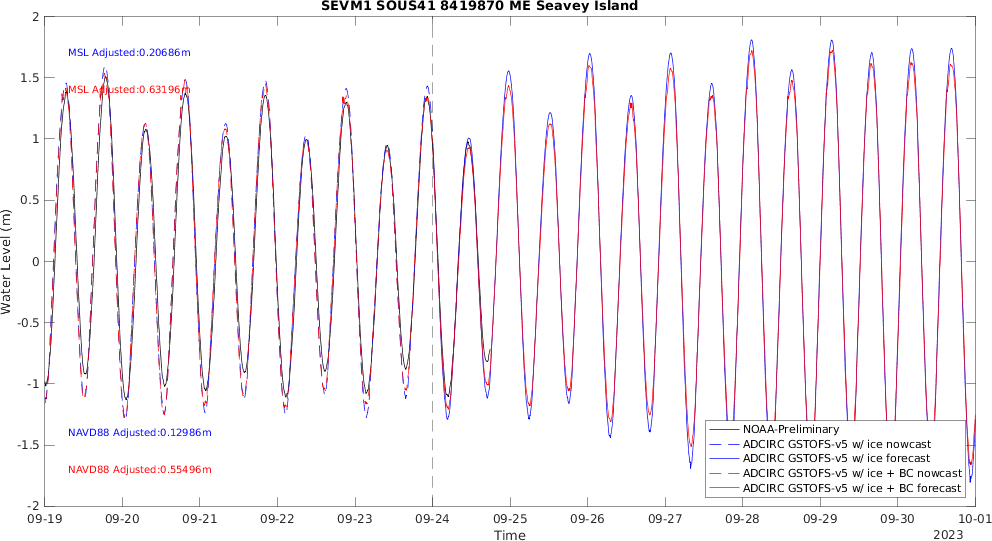 SEVM1 SOUS41 8419870 ME Seavey Island
MSL Adjusted:0.20686m
MSL Adjusted:0.63196m
NAVD88 Adjusted:0.12986m
NAVD88 Adjusted:0.55496m
Water Level (m)
2
1.5
1
0.5
0
-0.5
-1
-1.5
-2
NOAA-Preliminary
ADCIRC GSTOFS-v5 w/ ice nowcast
ADCIRC GSTOFS-v5 w/ ice forecast
ADCIRC GSTOFS-v5 w/ ice + BC nowcast
ADCIRC GSTOFS-v5 w/ ice + BC forecast
09-19 09-20 09-21 09-22 09-23 09-24 09-25 09-26 09-27 09-28 09-29 09-30 10-01
Time
2023